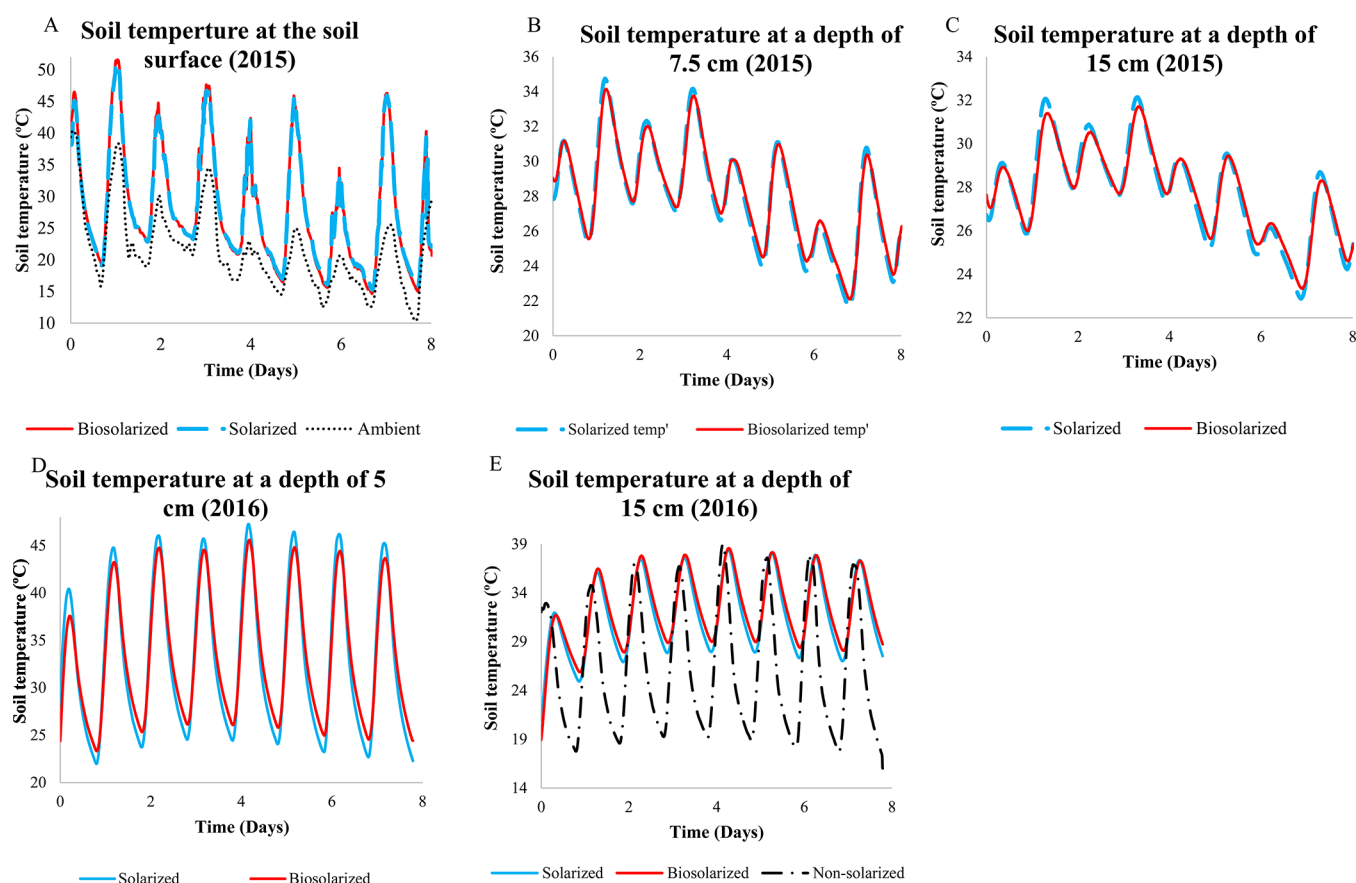 A
Soil temperture at the soil
surface (2015)
Soil temperature (ºC)
50
45
40
35
30
25
20
15
10
0
2
4
6
8
Time (Days)
Biosolarized
Solarized
Ambient
B
Soil temperature at a depth of
7.5 cm (2015)
Soil temperature (ºC)
36
34
32
30
28
26
24
22
20
0
2
4
6
8
Time (Days)
Solarized temp'
Biosolarized temp'
C
Soil temperature at a depth of
15 cm (2015)
Soil temperature (ºC)
34
32
30
28
26
24
22
0
2
4
6
8
Time (Days)
Solarized
Biosolarized
D
Soil temperature at a depth of 5
cm (2016)
Soil temperature (ºC)
45
40
35
30
25
20
0
2
4
6
8
Time (Days)
Solarized
Biosolarized
E
Soil temperature at a depth of
15 cm (2016)
Soil temperature (ºC)
39
34
29
24
19
14
0
2
4
6
8
Time (Days)
Solarized
Biosolarized
Non-solarized